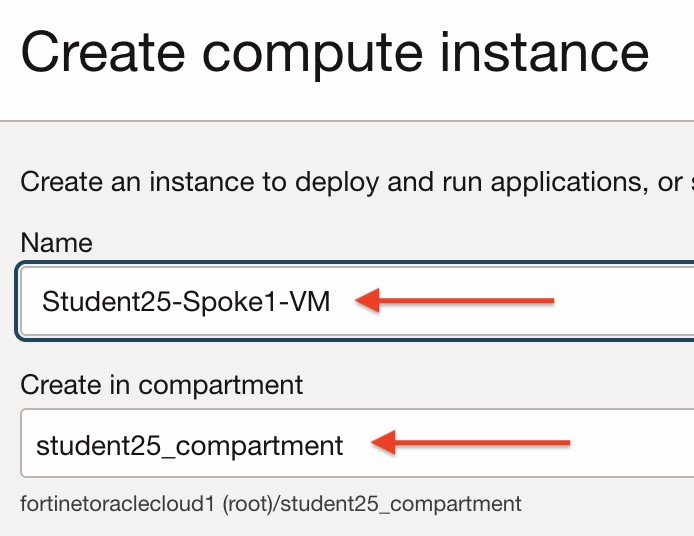 Create compute instance
Create an instance to deploy and run applications, or
Name
Student25-Spoke1-VM
Create in compartment
student25_compartment
fortinetoraclecloud1 (root)/student25_compartment